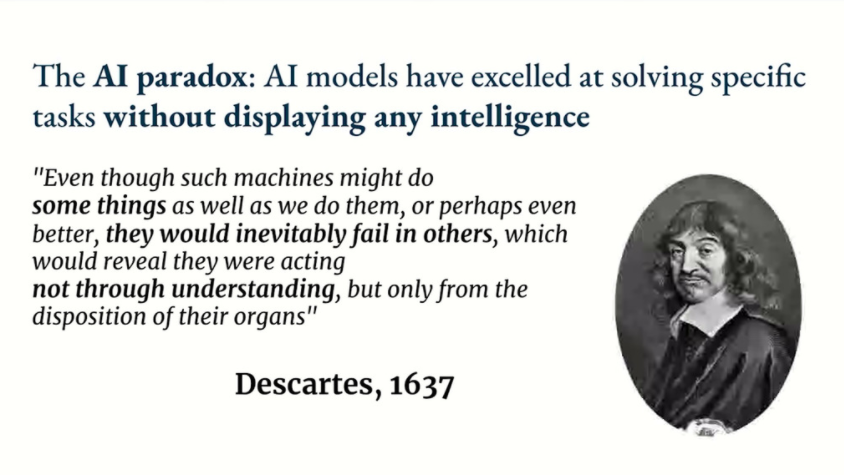 The AI paradox: AI models have excelled at solving specific
tasks without displaying any intelligence
"Even though such machines might do
some things as well as we do them, or perhaps even
better, they would inevitably fail in others, which
would reveal they were acting
not through understanding, but only from the
disposition of their organs"
Descartes, 1637